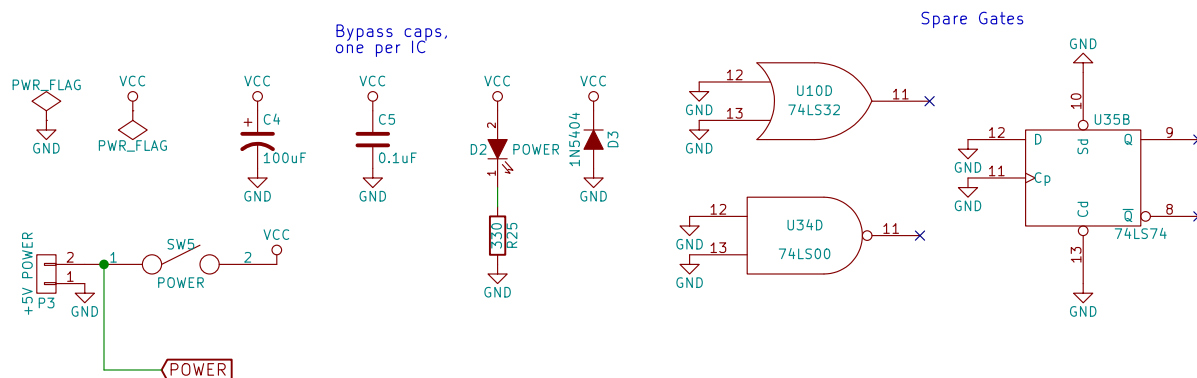 Spare Gates
Bypass caps,
one per IC
PWR_FLAG
GND
VCC
PWR_FLAG
VCC
+
C4
100uF
GND
VCC
C5
0.1uF
GND
VCC
2
D2
POWER
1
330
R25
GND
VCC
1N5404
D3
GND
12
GND
13
GND
U10D
74LS32
11
12
GND
13
GND
U34D
74LS00
11
GND
10
U35B
12
GND
11
GND
D
Sd
Q
Cp
Cd
Q
9
8
74LS74
13
GND
+5V POWER
P3
2
1
GND
1
SW5
POWER
2
VCC
POWER